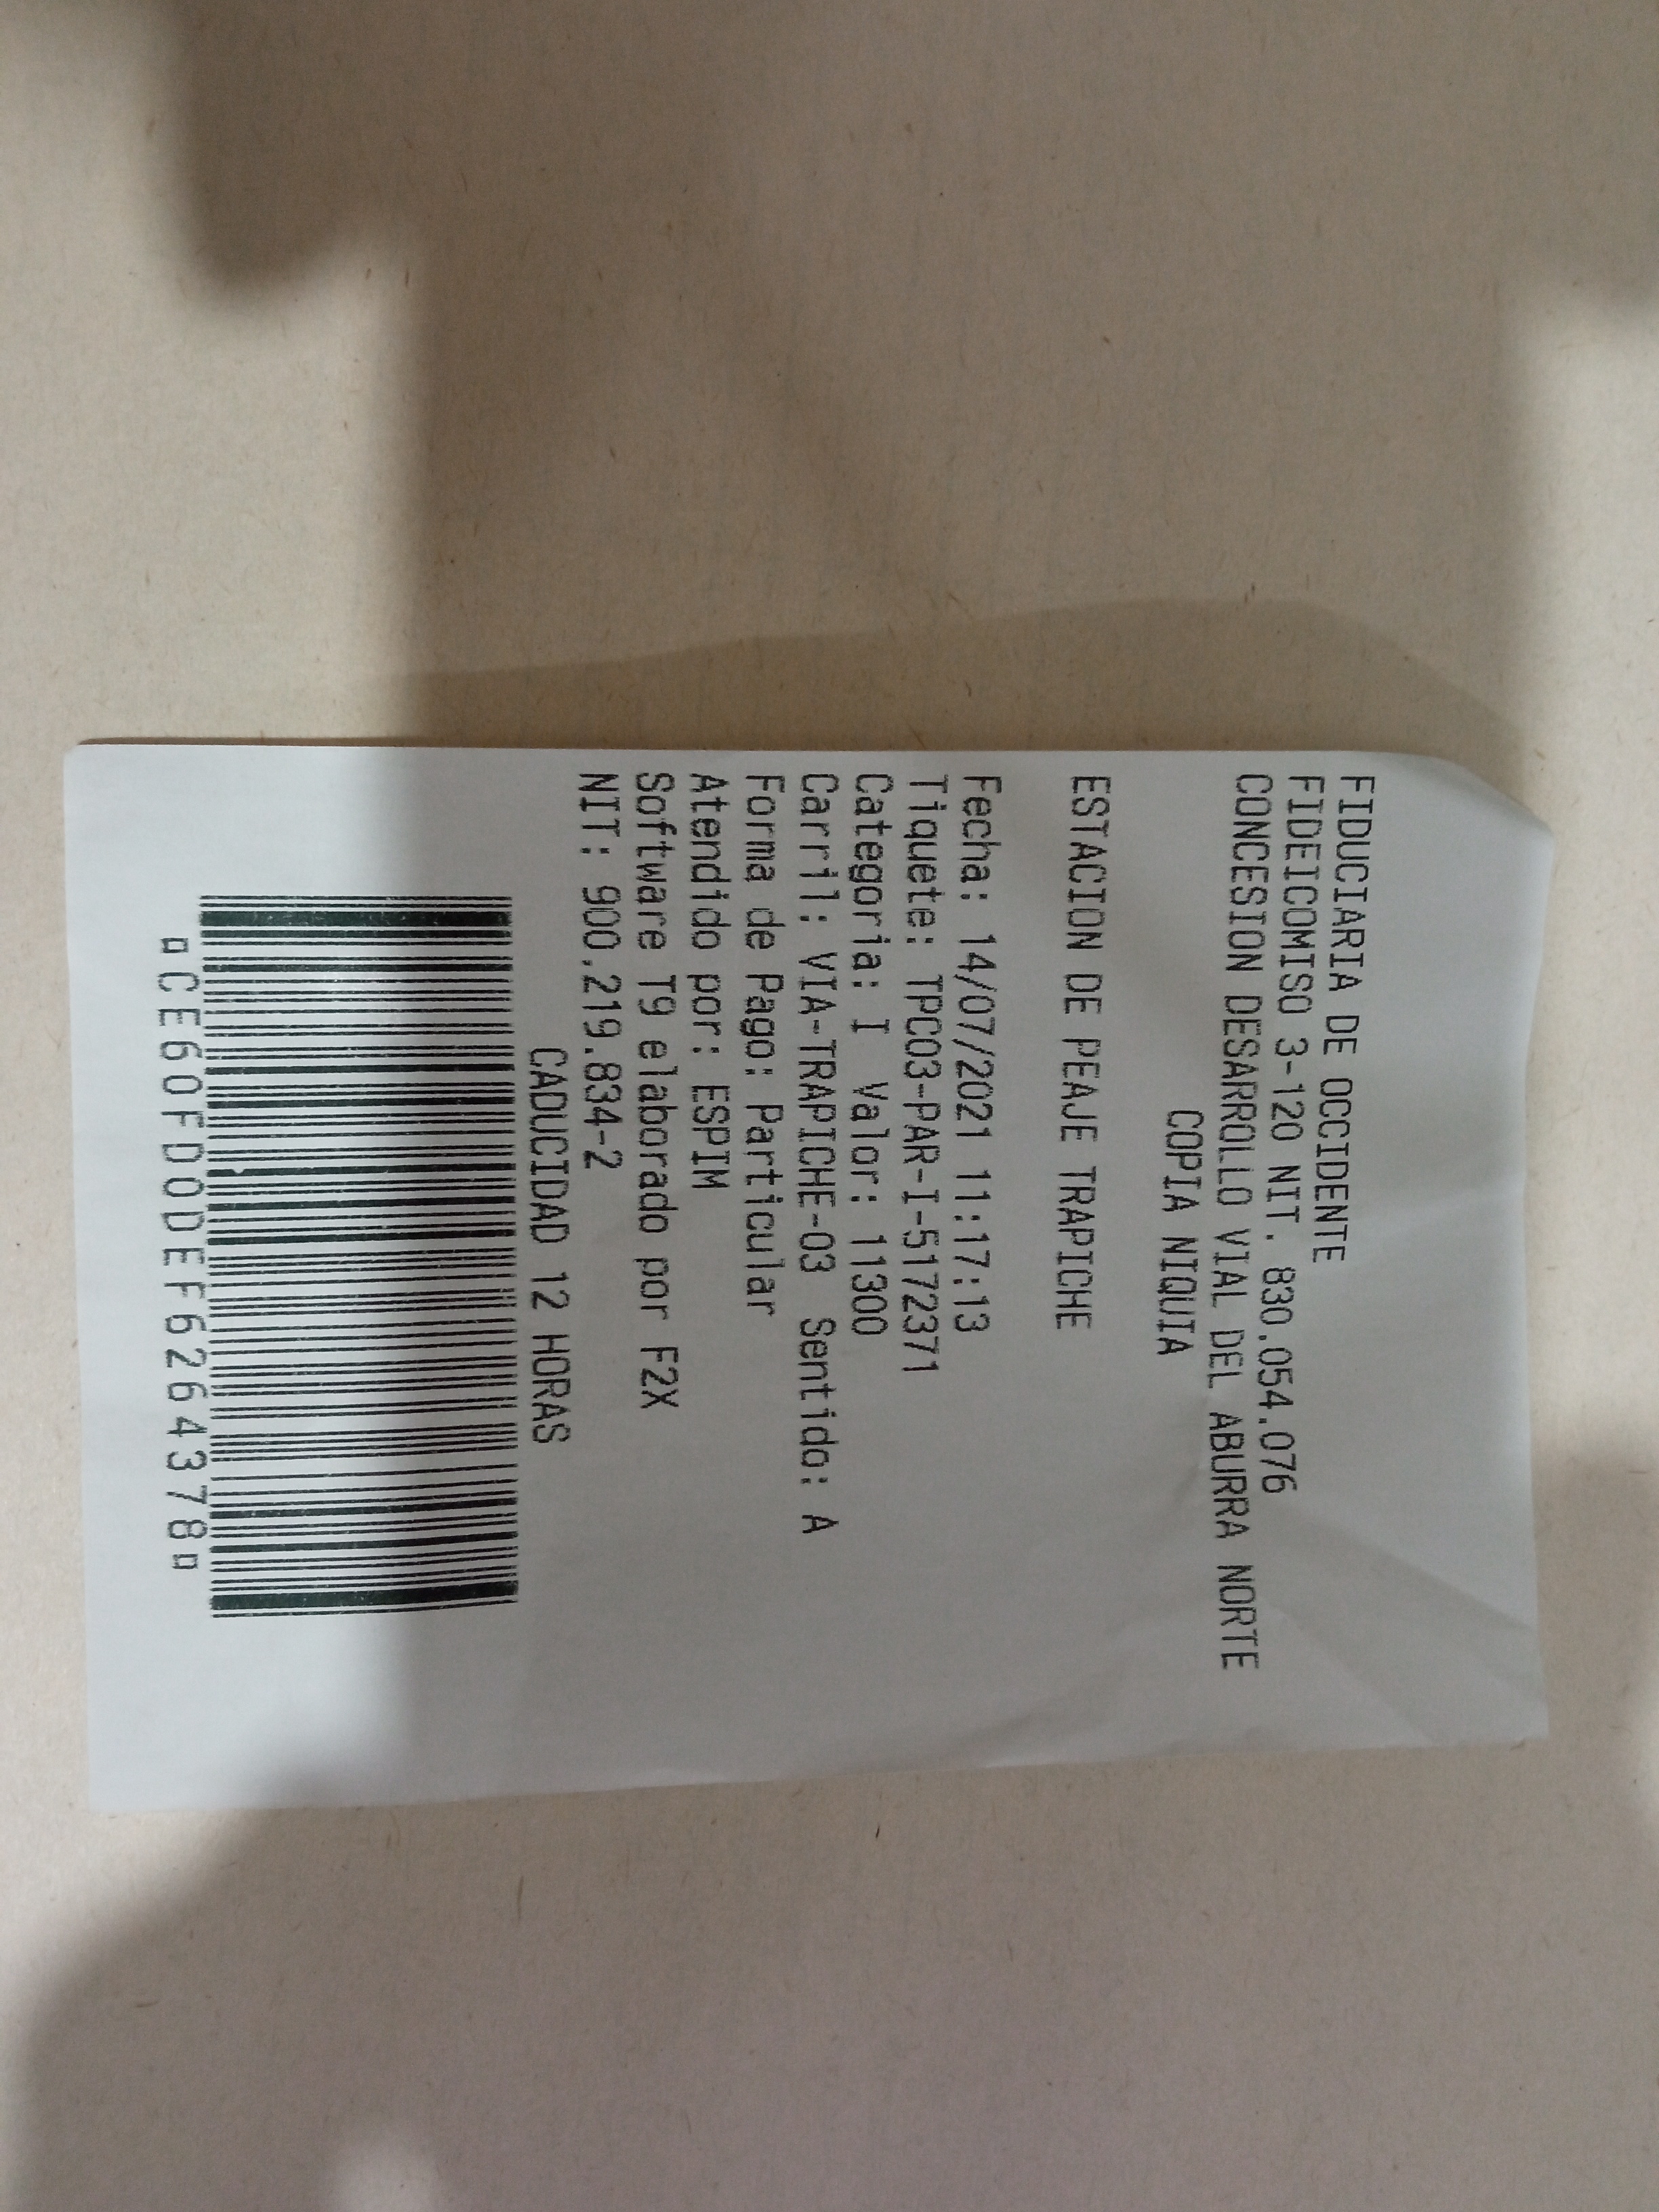 FIDUCIARIA DE OCCIDENTE
FIDEICOMISO 3-120 NIT. 830.054.076
CONCESION DESARROLLO VIAL DEL ABURRA NORTE
COPIA NIQUIA
ESTACION DE PEAJE TRAPICHE
Fecha: 14/07/2021 11:17:13
Tiquete: TPC03-PAR-I-5172371
Categoria: I Valor: 11300
Carril: VIA-TRAPICHE-03 Sentido: A
Forma de Pago: Particular
Atendido por: ESPIM
Software T9 elaborado por F2X
NIT: 900.219.834-2
CADUCIDAD 12 HORAS
¤CE60FD0DEF6264378¤